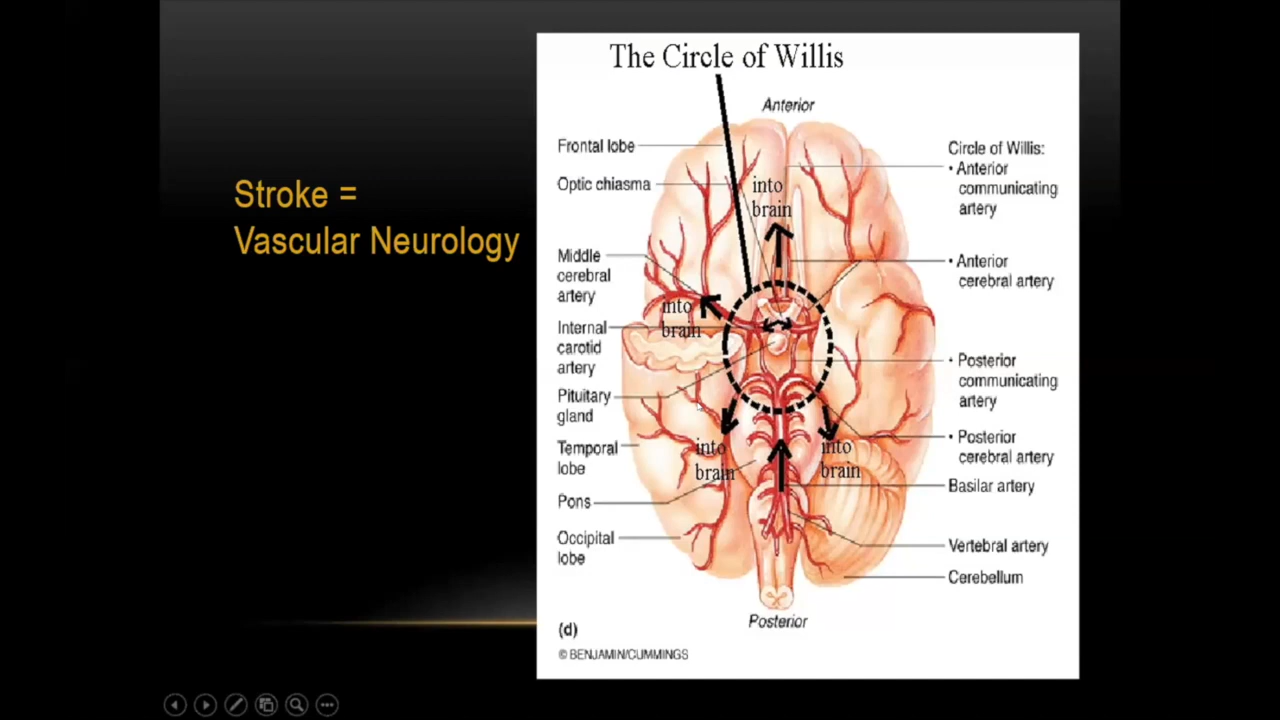 Stroke =
Vascular Neurology
The Circle of Willis
Anterior
Frontal lobe
Optic chiasma
Middle
cerebral
artery
Internal
carotid
artery
Pituitary
gland
Temporal
lobe
Pons
Occipital
lobe
into
brain
into
brain
into
brain
into
brain
Circle of Willis:
• Anterior
communicating
artery
• Anterior
cerebral artery
• Posterior
communicating
artery
• Posterior
cerebral artery
Basilar artery
Vertebral artery
Cerebellum
Posterior
(d)
© BENJAMIN/CUMMINGS